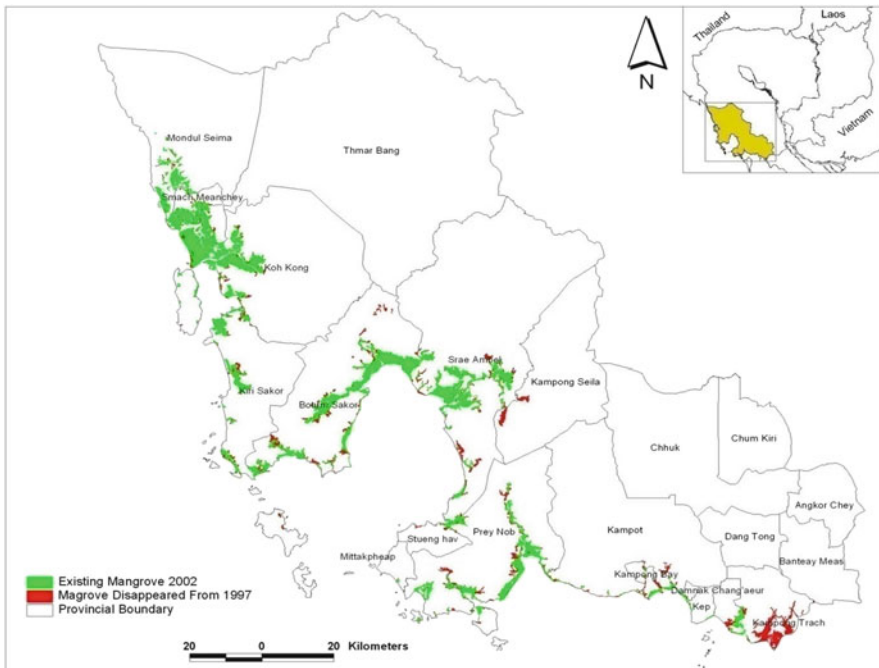 Thailand
Laos
Vietnam
N
Mondul Seima
Thmar Bang
Smach Meanchey
Koh Kong
Srae Ambel
Kampong Seila
Kiri Sakor
Botum Sakor
Chhuk
Chum Kiri
Angkor Chey
Prey Nob
Kampot
Dang Tong
Stueng hav
Banteay Meas
Mittakpheap
Kampong Bay
Damnak Chang'aeur
Kep
Kampong Trach
Existing Mangrove 2002
Magrove Disappeared From 1997
Provincial Boundary
20 0 20 Kilometers